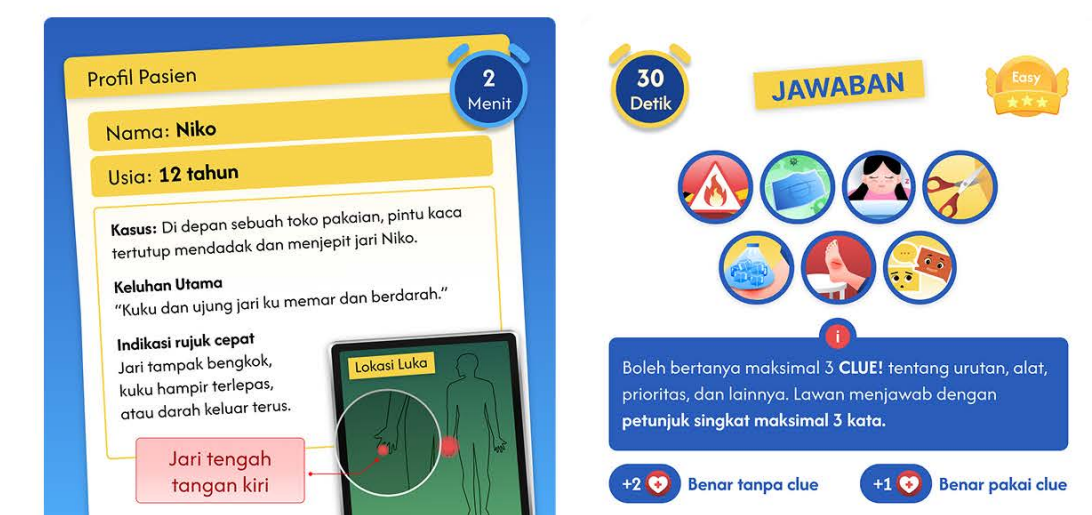 Profil Pasien
2
Menit
Nama: Niko
Usia: 12 tahun
Kasus: Di depan sebuah toko pakaian, pintu kaca
tertutup mendadak dan menjepit jari Niko.
Keluhan Utama
“Kuku dan ujung jari ku memar dan berdarah.”
Indikasi rujuk cepat
Jari tampak bengkok,
kuku hampir terlepas,
atau darah keluar terus.
Lokasi Luka
Jari tengah
tangan kiri
30
Detik
JAWABAN
Easy
z
i
Boleh bertanya maksimal 3 CLUE! tentang urutan, alat,
prioritas, dan lainnya. Lawan menjawab dengan
petunjuk singkat maksimal 3 kata.
+2 Benar tanpa clue
+1 Benar pakai clue